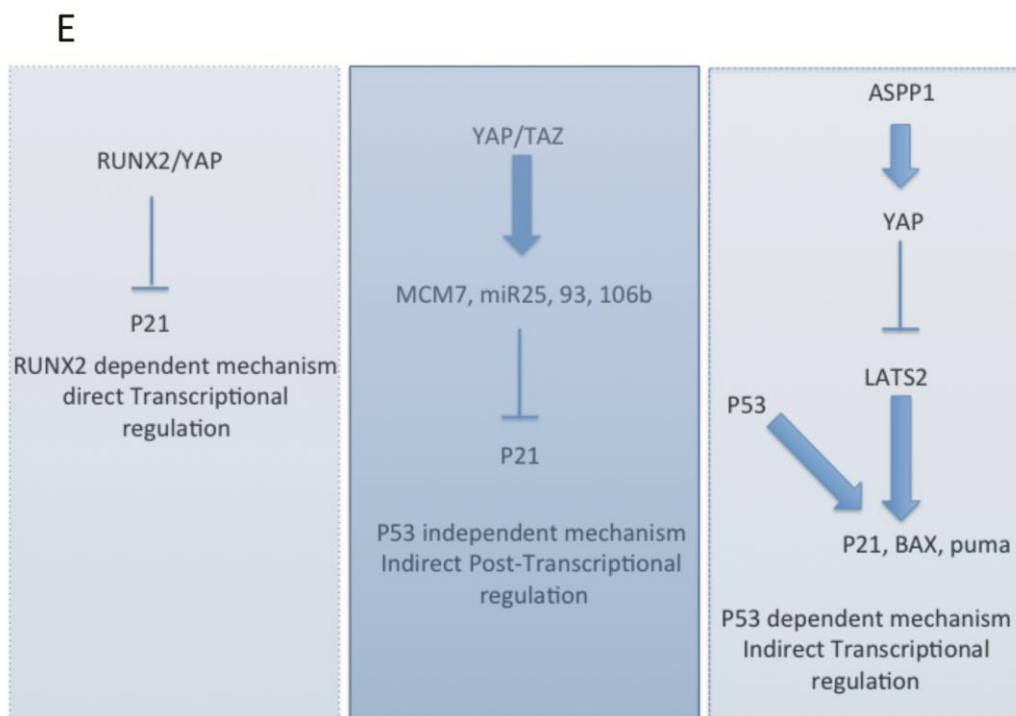 E
RUNX2/YAP
P21
RUNX2 dependent mechanism
direct Transcriptional
regulation
YAP/TAZ
MCM7, miR25, 93, 106b
P21
P53 independent mechanism
Indirect Post-Transcriptional
regulation
ASPP1
YAP
LATS2
P53
P21, BAX, puma
P53 dependent mechanism
Indirect Transcriptional
regulation